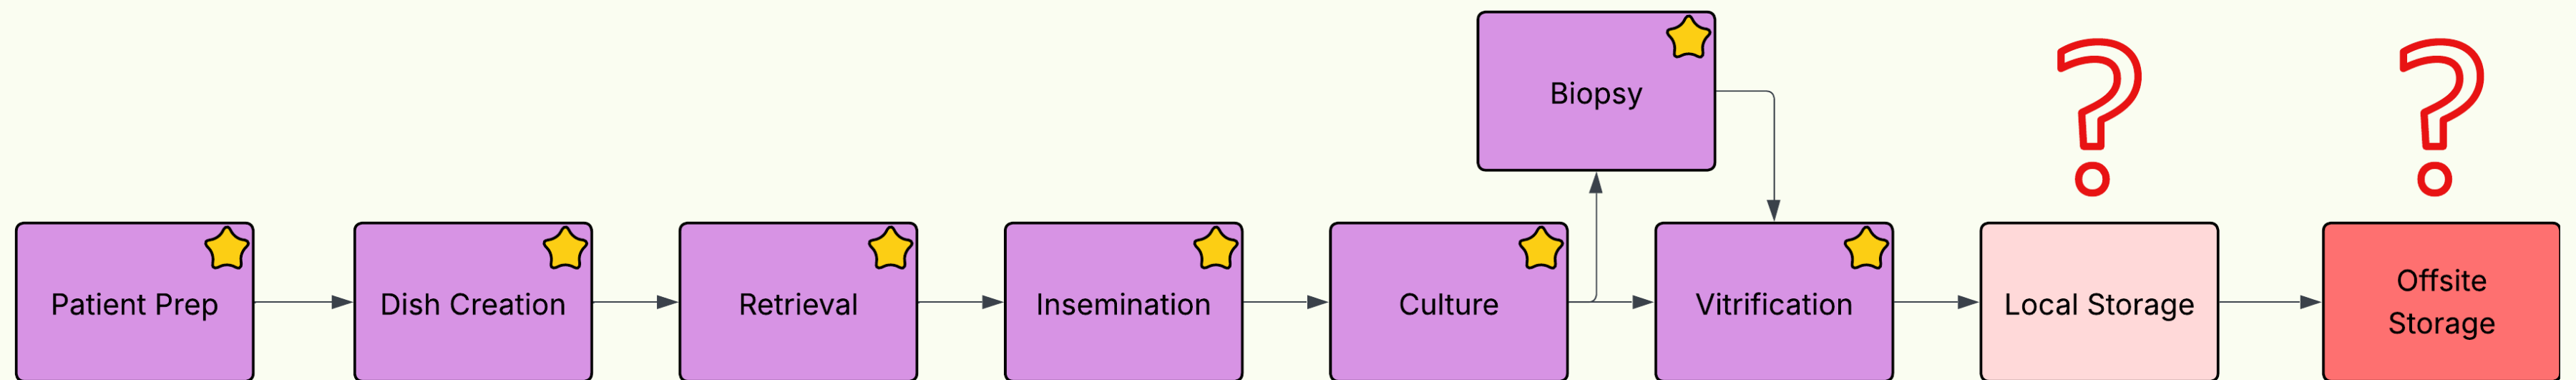 Biopsy
Patient Prep
Dish Creation
Retrieval
Insemination
Culture
Vitrification
Local Storage
Offsite
Storage